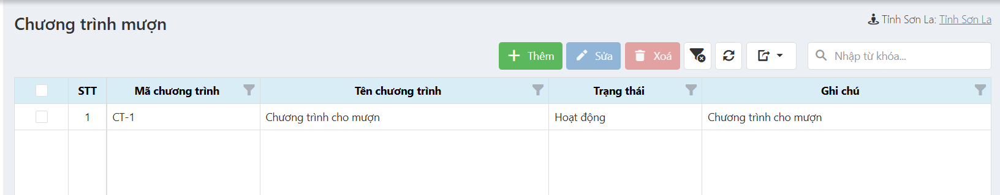 Chương trình mượn
Tỉnh Sơn La: Tỉnh Sơn La
Thêm Sửa Xoá Nhập từ khóa...
STT Mã chương trình Tên chương trình Trạng thái Ghi chú
1 CT-1 Chương trình cho mượn Hoạt động Chương trình cho mượn